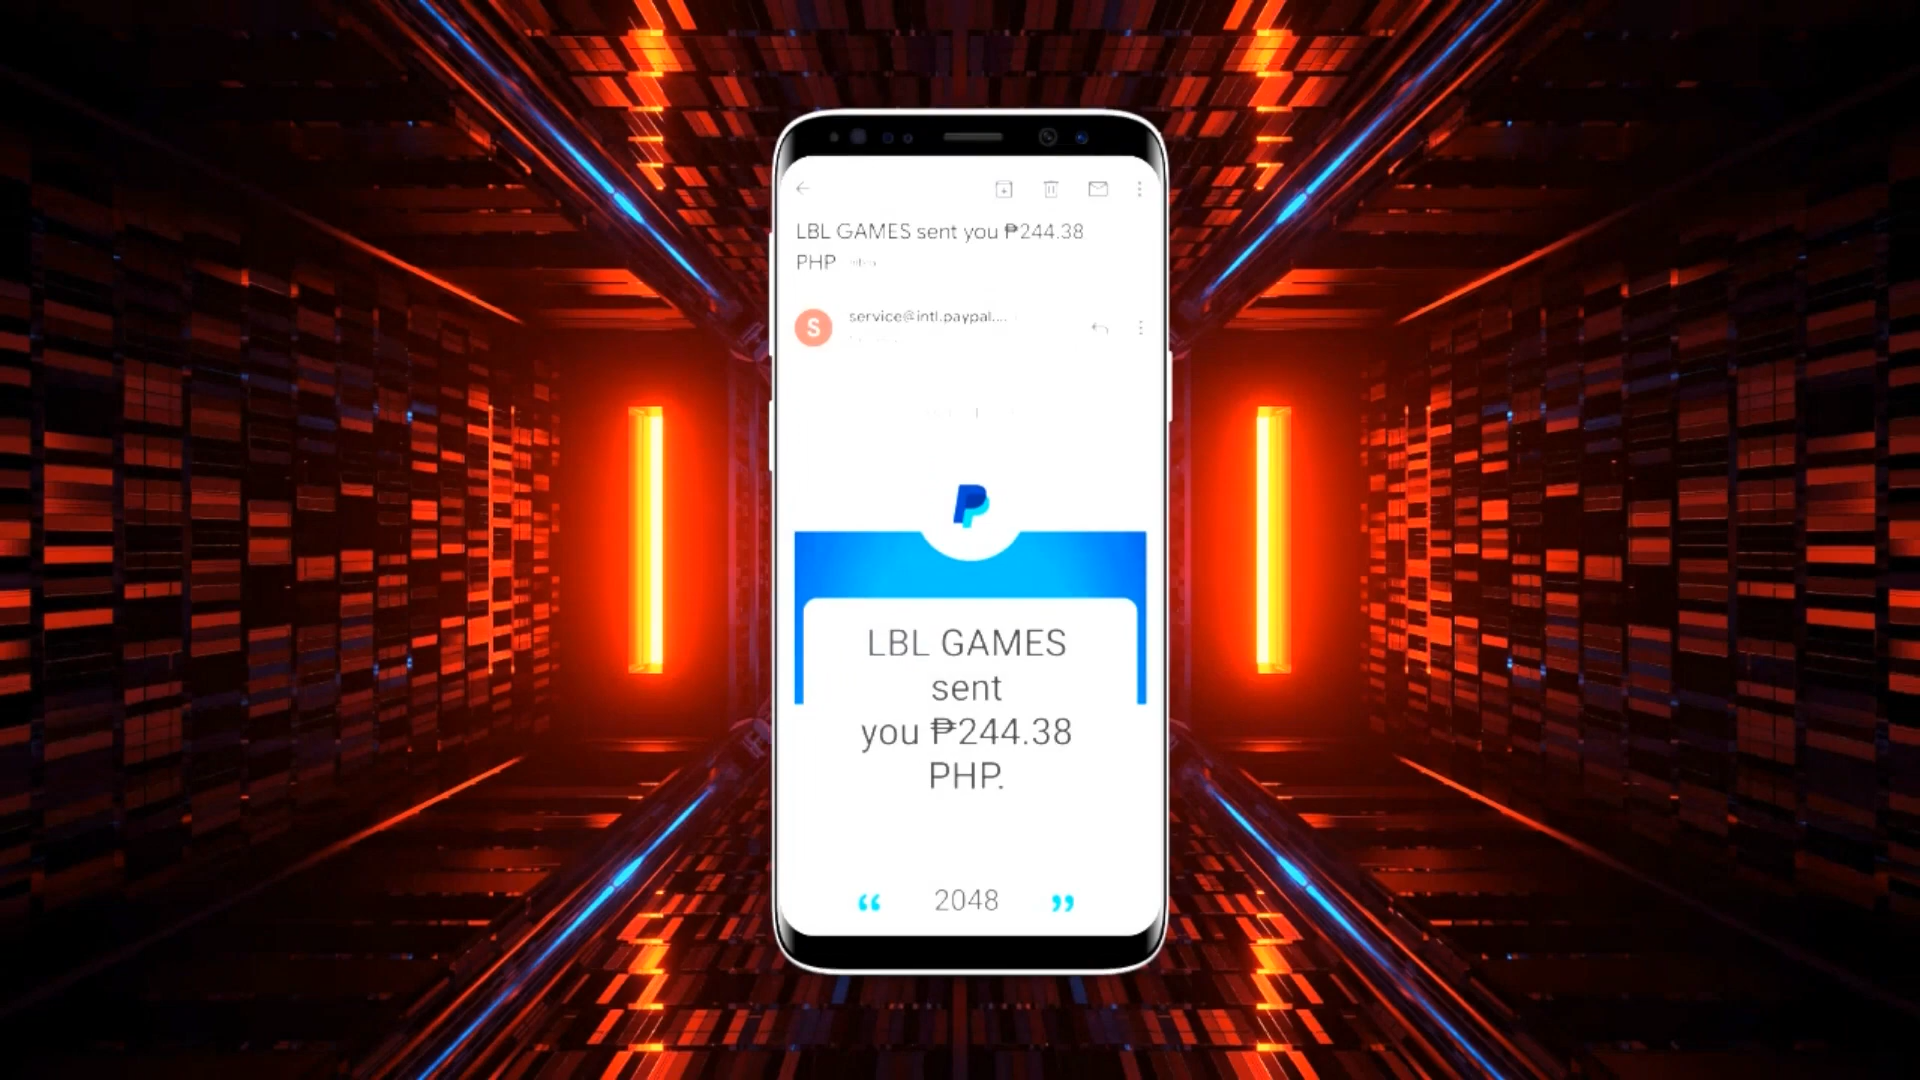 LBL GAMES sent you ₱244.38
PHP
S
service@intl.paypal....
LBL GAMES
sent
you ₱244.38
PHP.
“ 2048 ”